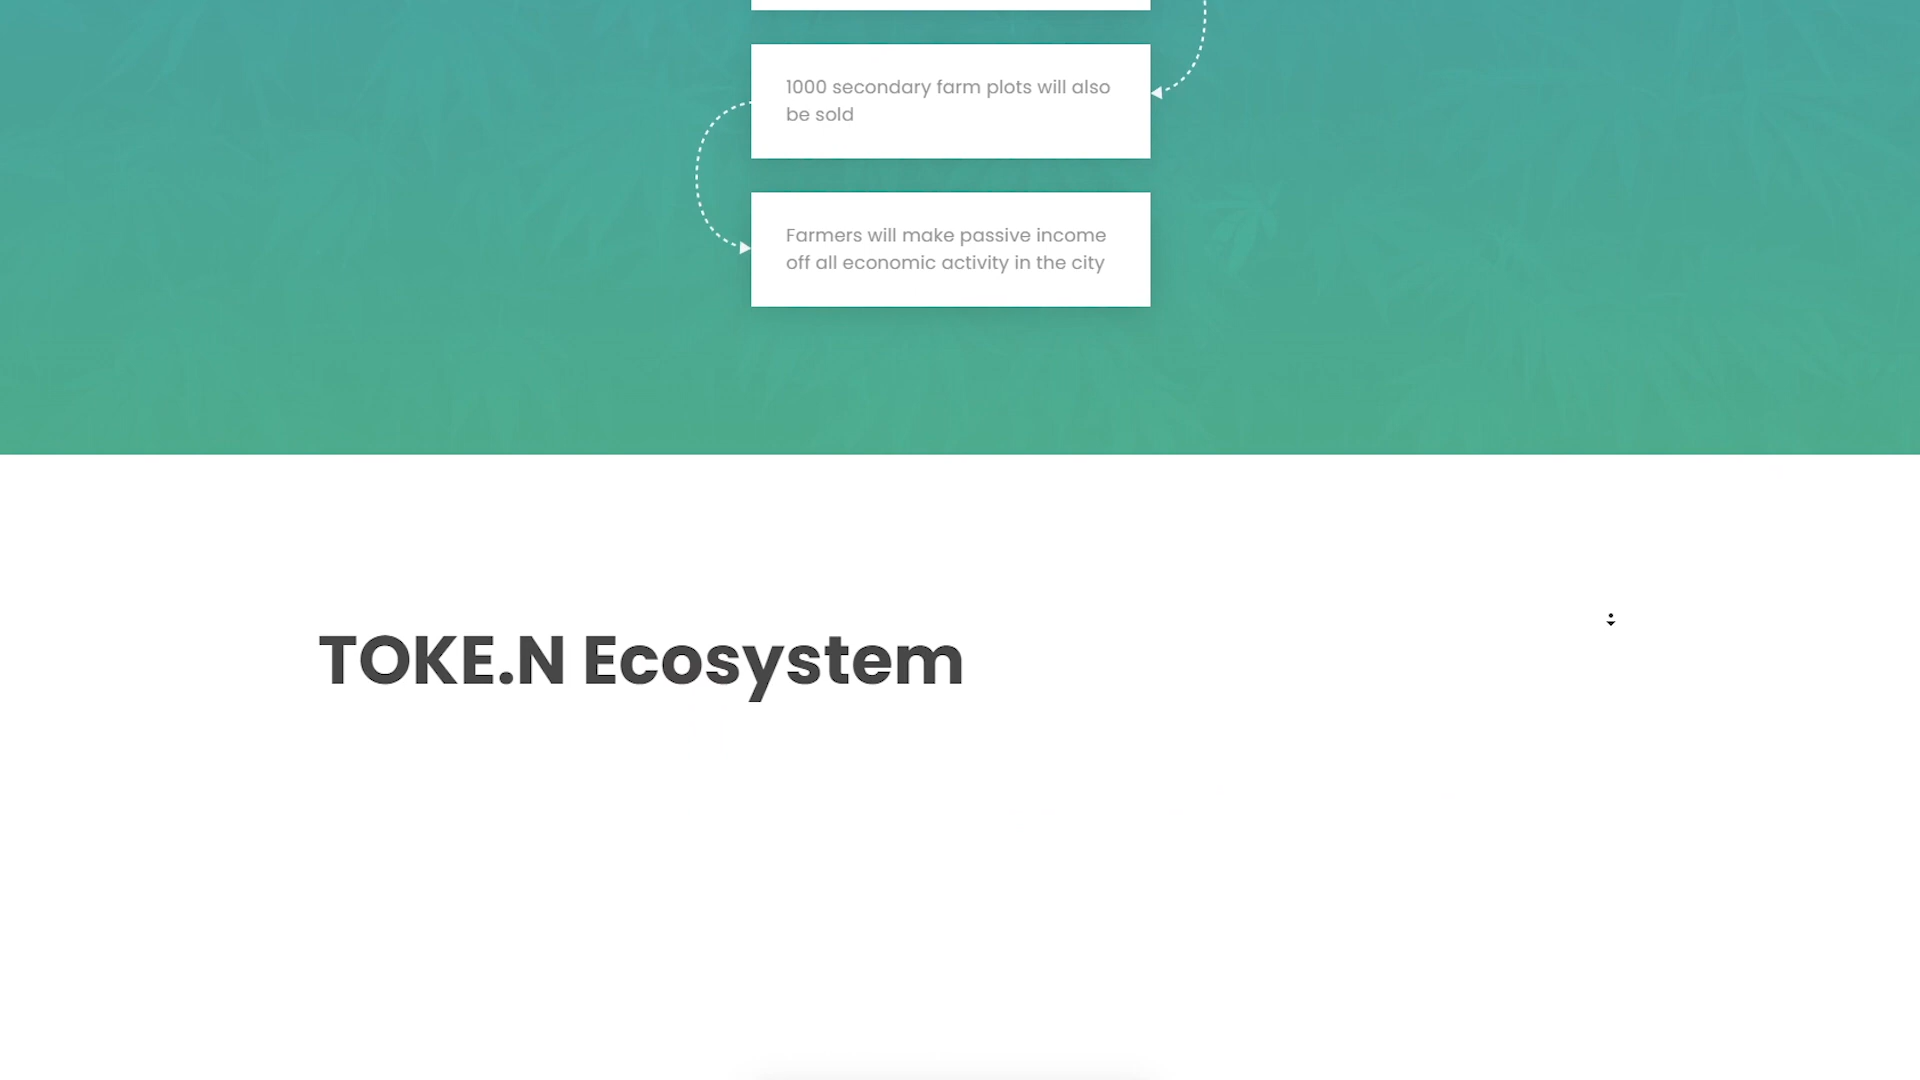 1000 secondary farm plots will also
be sold
Farmers will make passive income
off all economic activity in the city
TOKE.N Ecosystem